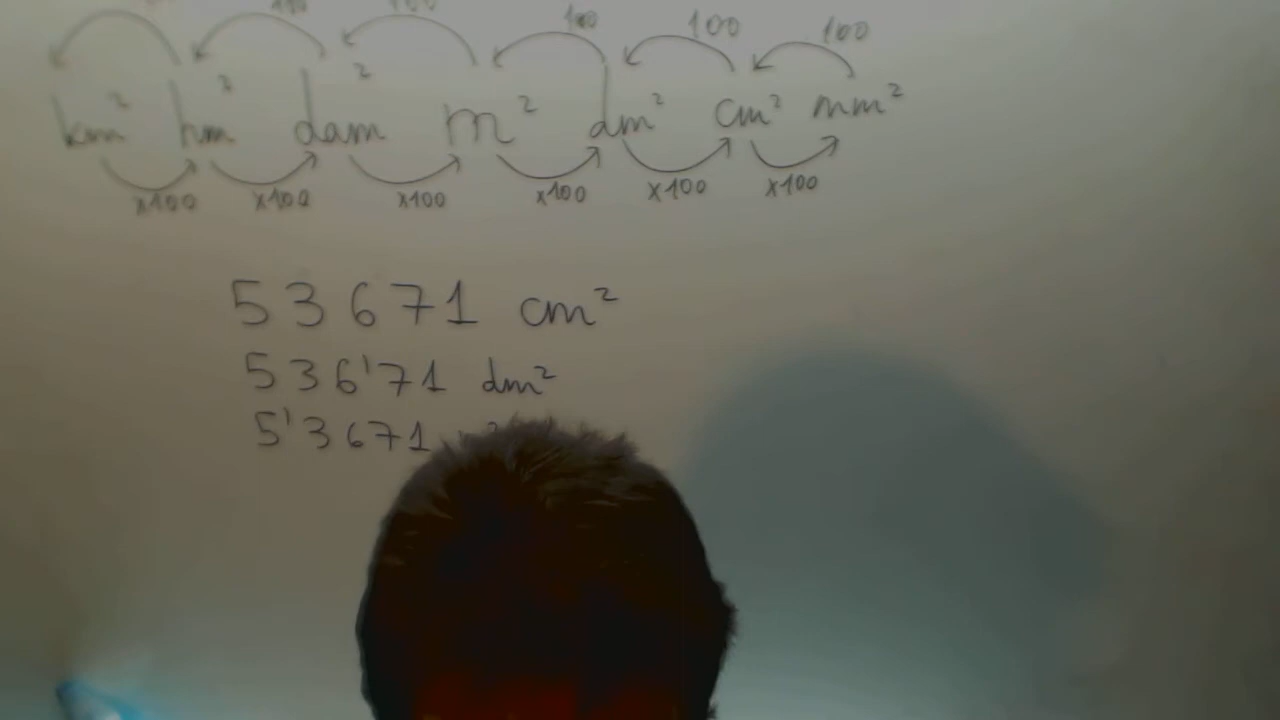 100 100 100 100
km² hm² dam² m² dm² cm² mm²
x100 x100 x100 x100 x100 x100
53671 cm²
536'71 dm²
5'3671